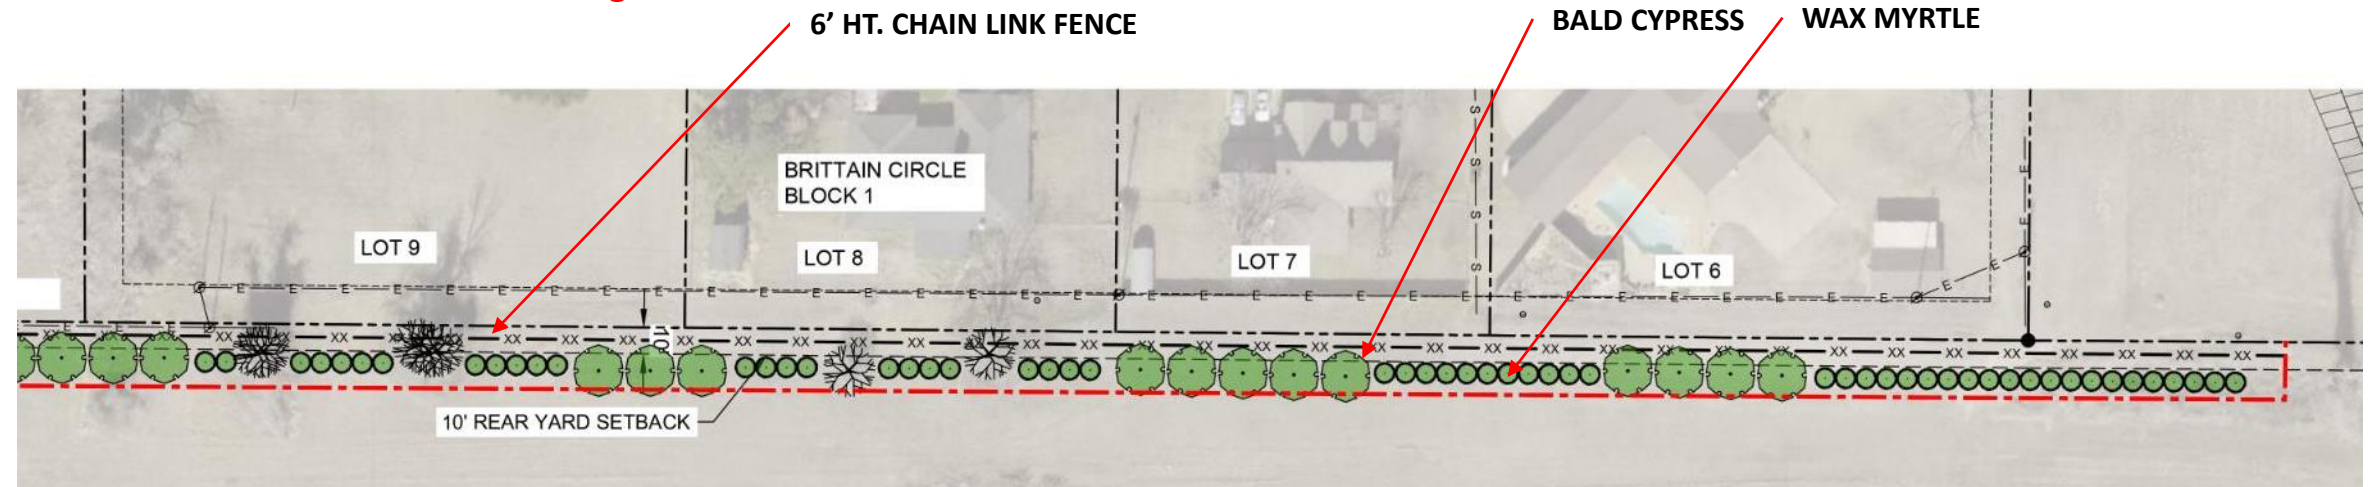 6’ HT. CHAIN LINK FENCE
BALD CYPRESS
WAX MYRTLE
BRITTAIN CIRCLE
BLOCK 1
LOT 9
LOT 8
LOT 7
LOT 6
10'
10' REAR YARD SETBACK